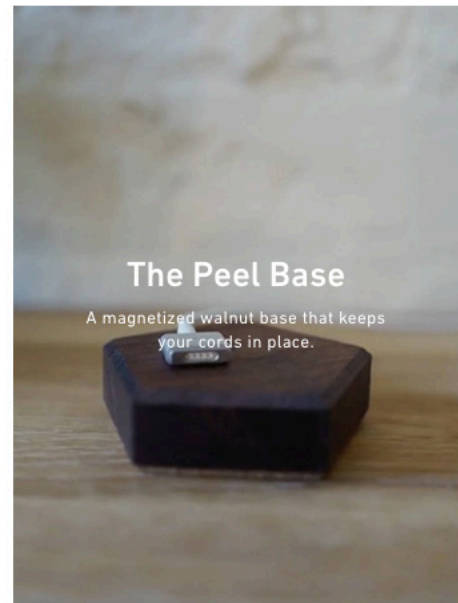 The Peel Base
A magnetized walnut base that keeps
your cords in place.